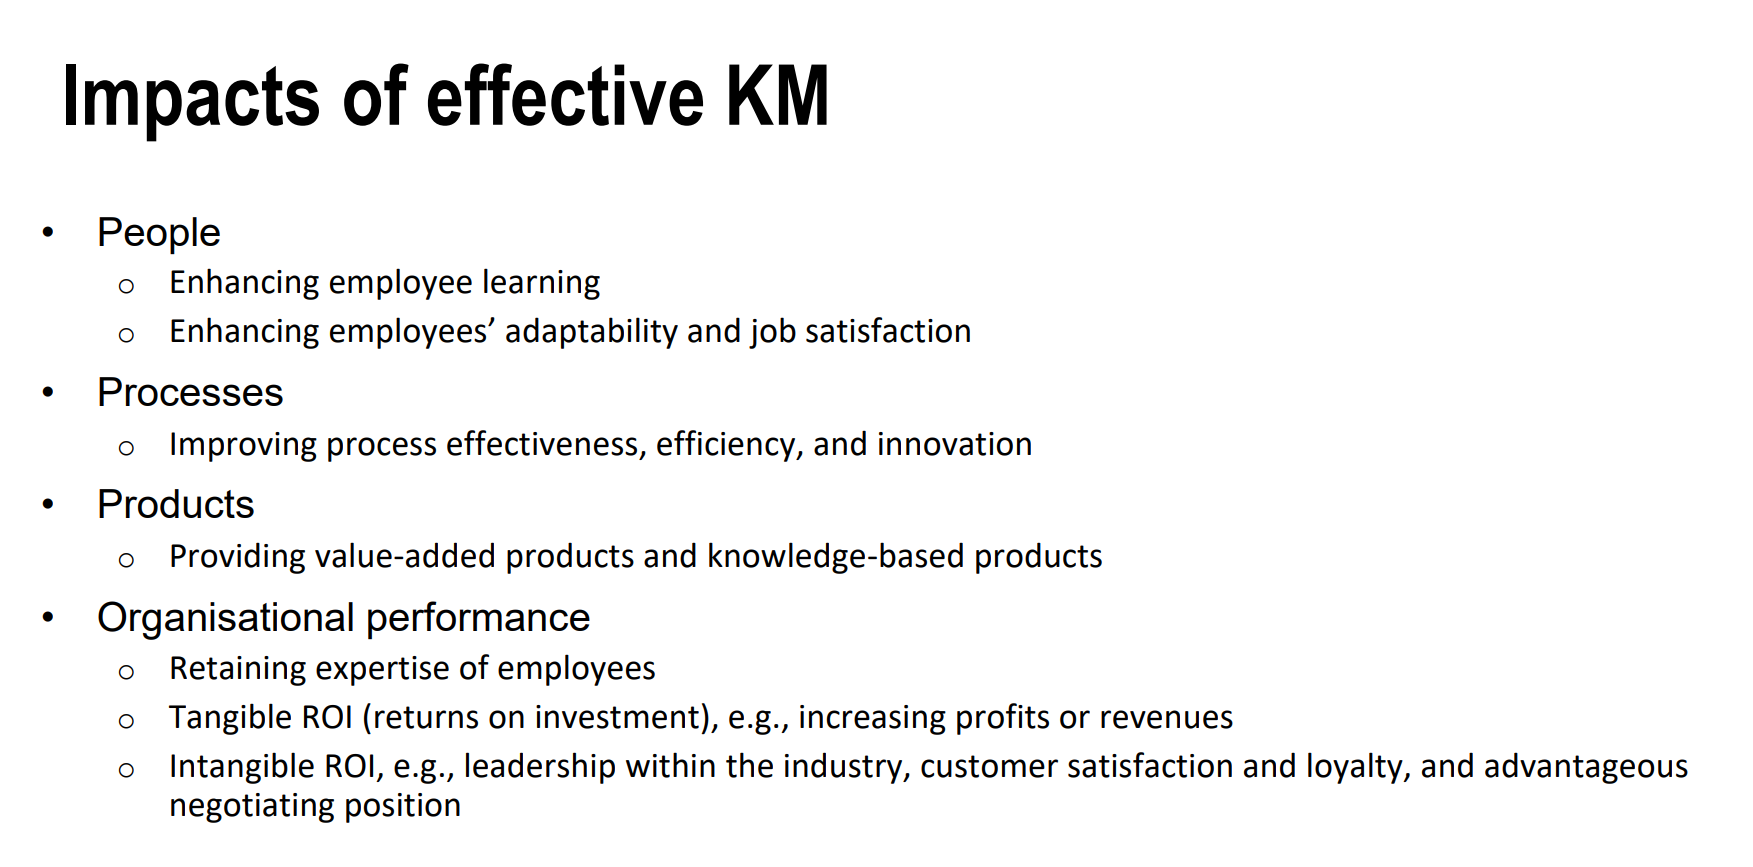 Impacts of effective KM
• People
o Enhancing employee learning
o Enhancing employees’ adaptability and job satisfaction
• Processes
o Improving process effectiveness, efficiency, and innovation
• Products
o Providing value-added products and knowledge-based products
• Organisational performance
o Retaining expertise of employees
o Tangible ROI (returns on investment), e.g., increasing profits or revenues
o Intangible ROI, e.g., leadership within the industry, customer satisfaction and loyalty, and advantageous
negotiating position